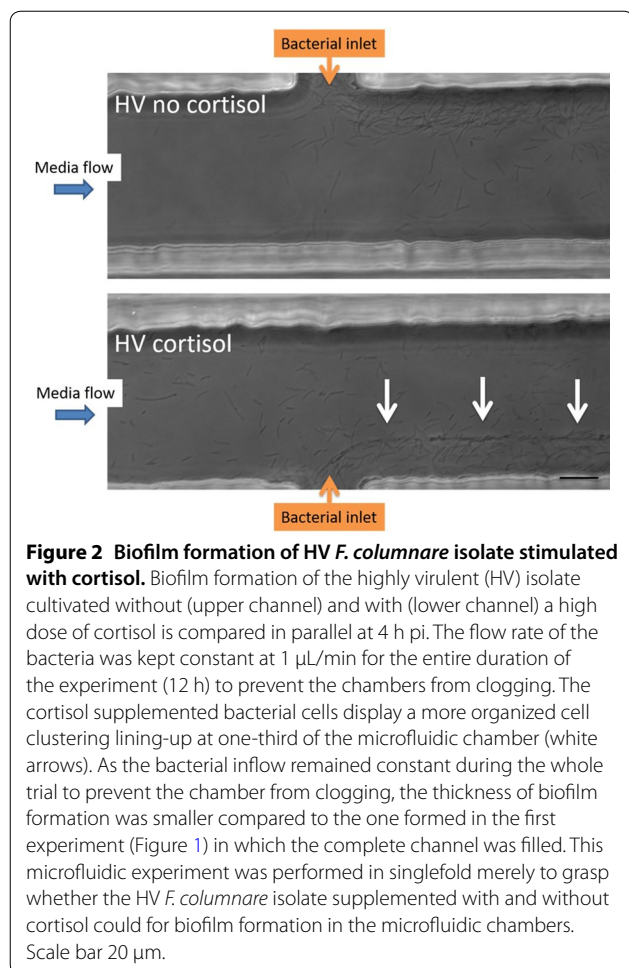 Bacterial inlet
HV no cortisol
Media flow
HV cortisol
Media flow
Bacterial inlet
Figure 2 Biofilm formation of HV F. columnare isolate stimulated
with cortisol. Biofilm formation of the highly virulent (HV) isolate
cultivated without (upper channel) and with (lower channel) a high
dose of cortisol is compared in parallel at 4 h pi. The flow rate of the
bacteria was kept constant at 1 μL/min for the entire duration of
the experiment (12 h) to prevent the chambers from clogging. The
cortisol supplemented bacterial cells display a more organized cell
clustering lining-up at one-third of the microfluidic chamber (white
arrows). As the bacterial inflow remained constant during the whole
trial to prevent the chamber from clogging, the thickness of biofilm
formation was smaller compared to the one formed in the first
experiment (Figure 1) in which the complete channel was filled. This
microfluidic experiment was performed in singlefold merely to grasp
whether the HV F. columnare isolate supplemented with and without
cortisol could for biofilm formation in the microfluidic chambers.
Scale bar 20 μm.